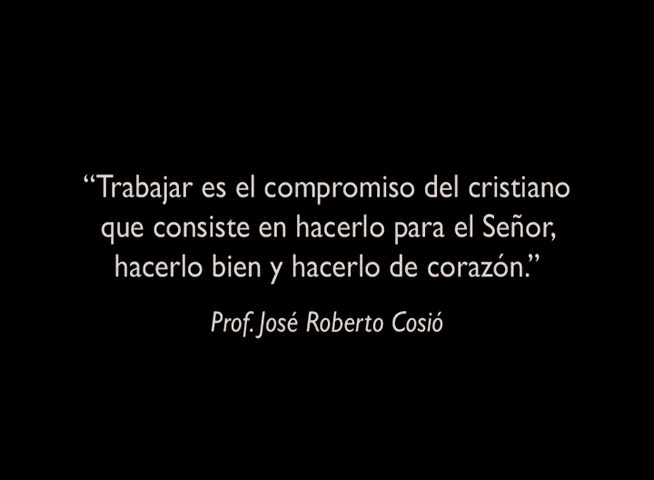 “Trabajar es el compromiso del cristiano
que consiste en hacerlo para el Señor,
hacerlo bien y hacerlo de corazón.”
Prof. José Roberto Cosió